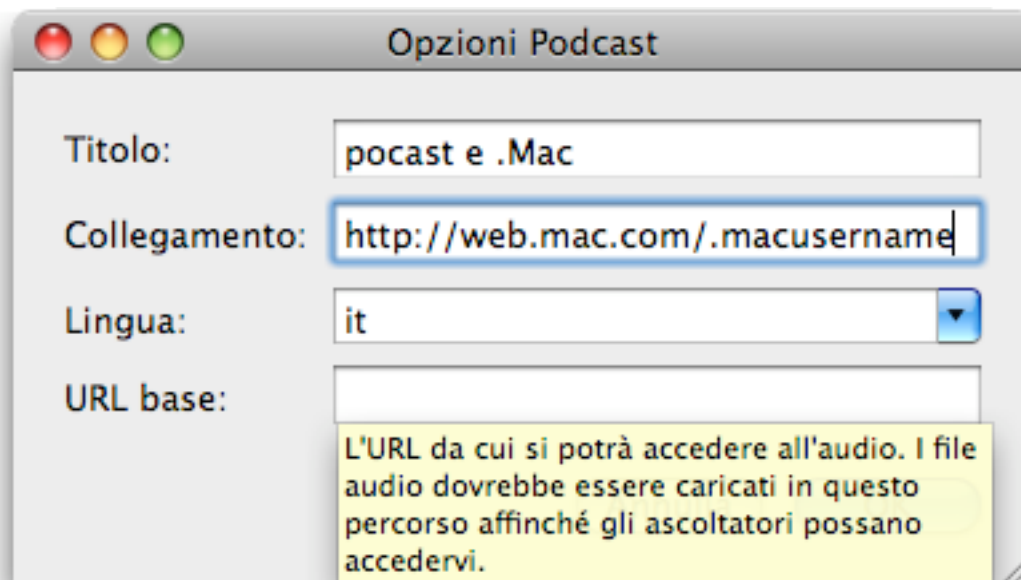 Opzioni Podcast
Titolo: pocast e .Mac
Collegamento: http://web.mac.com/.macusername
Lingua: it
URL base:
L'URL da cui si potrà accedere all'audio. I file
audio dovrebbe essere caricati in questo
percorso affinché gli ascoltatori possano
accedervi.